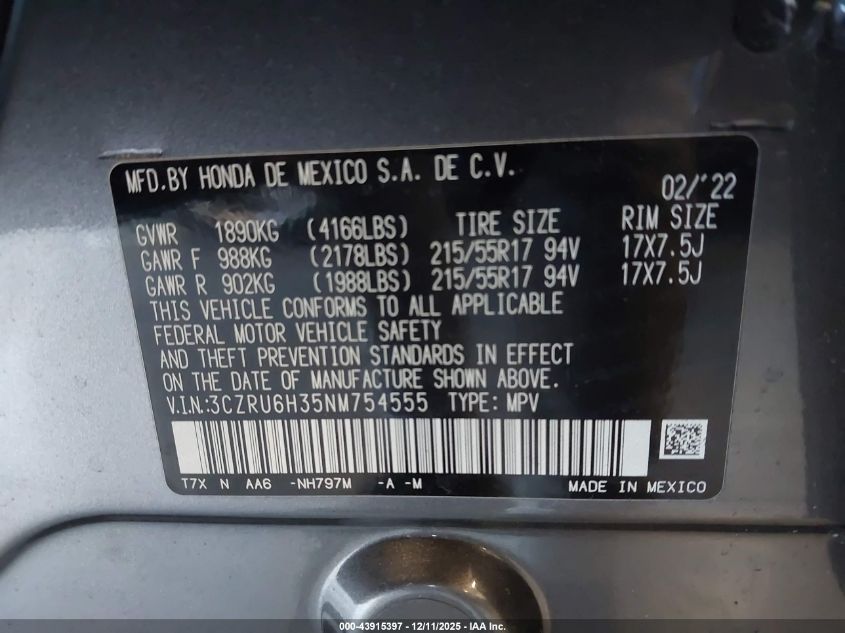 MFD.BY HONDA DE MEXICO S.A. DE C.V. 02/'22
GVWR 1890KG (4166LBS) TIRE SIZE RIM SIZE
GAWR F 988KG (2178LBS) 215/55R17 94V 17X7.5J
GAWR R 902KG (1988LBS) 215/55R17 94V 17X7.5J
THIS VEHICLE CONFORMS TO ALL APPLICABLE
FEDERAL MOTOR VEHICLE SAFETY
AND THEFT PREVENTION STANDARDS IN EFFECT
ON THE DATE OF MANUFACTURE SHOWN ABOVE.
V.I.N.:3CZRU6H35NM754555 TYPE: MPV
T7X N AA6 -NH797M -A -M MADE IN MEXICO
000-43915397 - 12/11/2025 - IAA Inc.